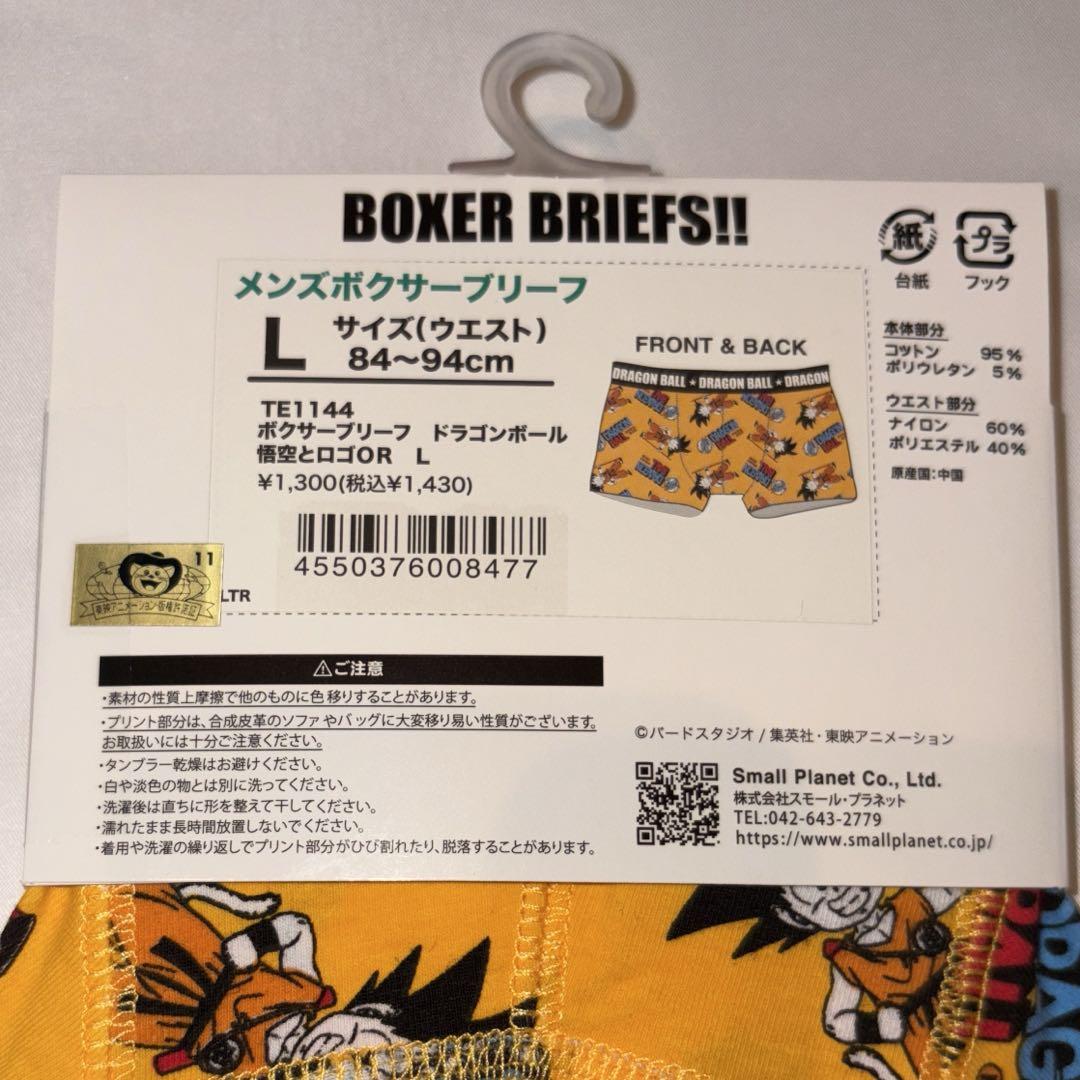 BOXER BRIEFS!!
紙
台紙
プラ
フック
メンズボクサーブリーフ
L サイズ(ウエスト)
84〜94cm
TE1144
ボクサーブリーフ ドラゴンボール
悟空とロゴOR L
¥1,300(税込¥1,430)
4550376008477
FRONT & BACK
DRAGON BALL ★ DRAGON BALL ★ DRAGON
本体部分
コットン 95%
ポリウレタン 5%
ウエスト部分
ナイロン 60%
ポリエステル 40%
原産国:中国
11
東映アニメーション版権許諾証
LTR
⚠ご注意
・素材の性質上摩擦で他のものに色移りすることがあります。
・プリント部分は、合成皮革のソファやバッグに大変移り易い性質がございます。
お取扱いには十分ご注意ください。
・タンブラー乾燥はお避けください。
・白や淡色の物とは別に洗ってください。
・洗濯後は直ちに形を整えて干してください。
・濡れたまま長時間放置しないでください。
・着用や洗濯の繰り返しでプリント部分がひび割れたり、脱落することがあります。
©バードスタジオ / 集英社・東映アニメーション
Small Planet Co., Ltd.
株式会社スモール・プラネット
TEL:042-643-2779
https://www.smallplanet.co.jp/